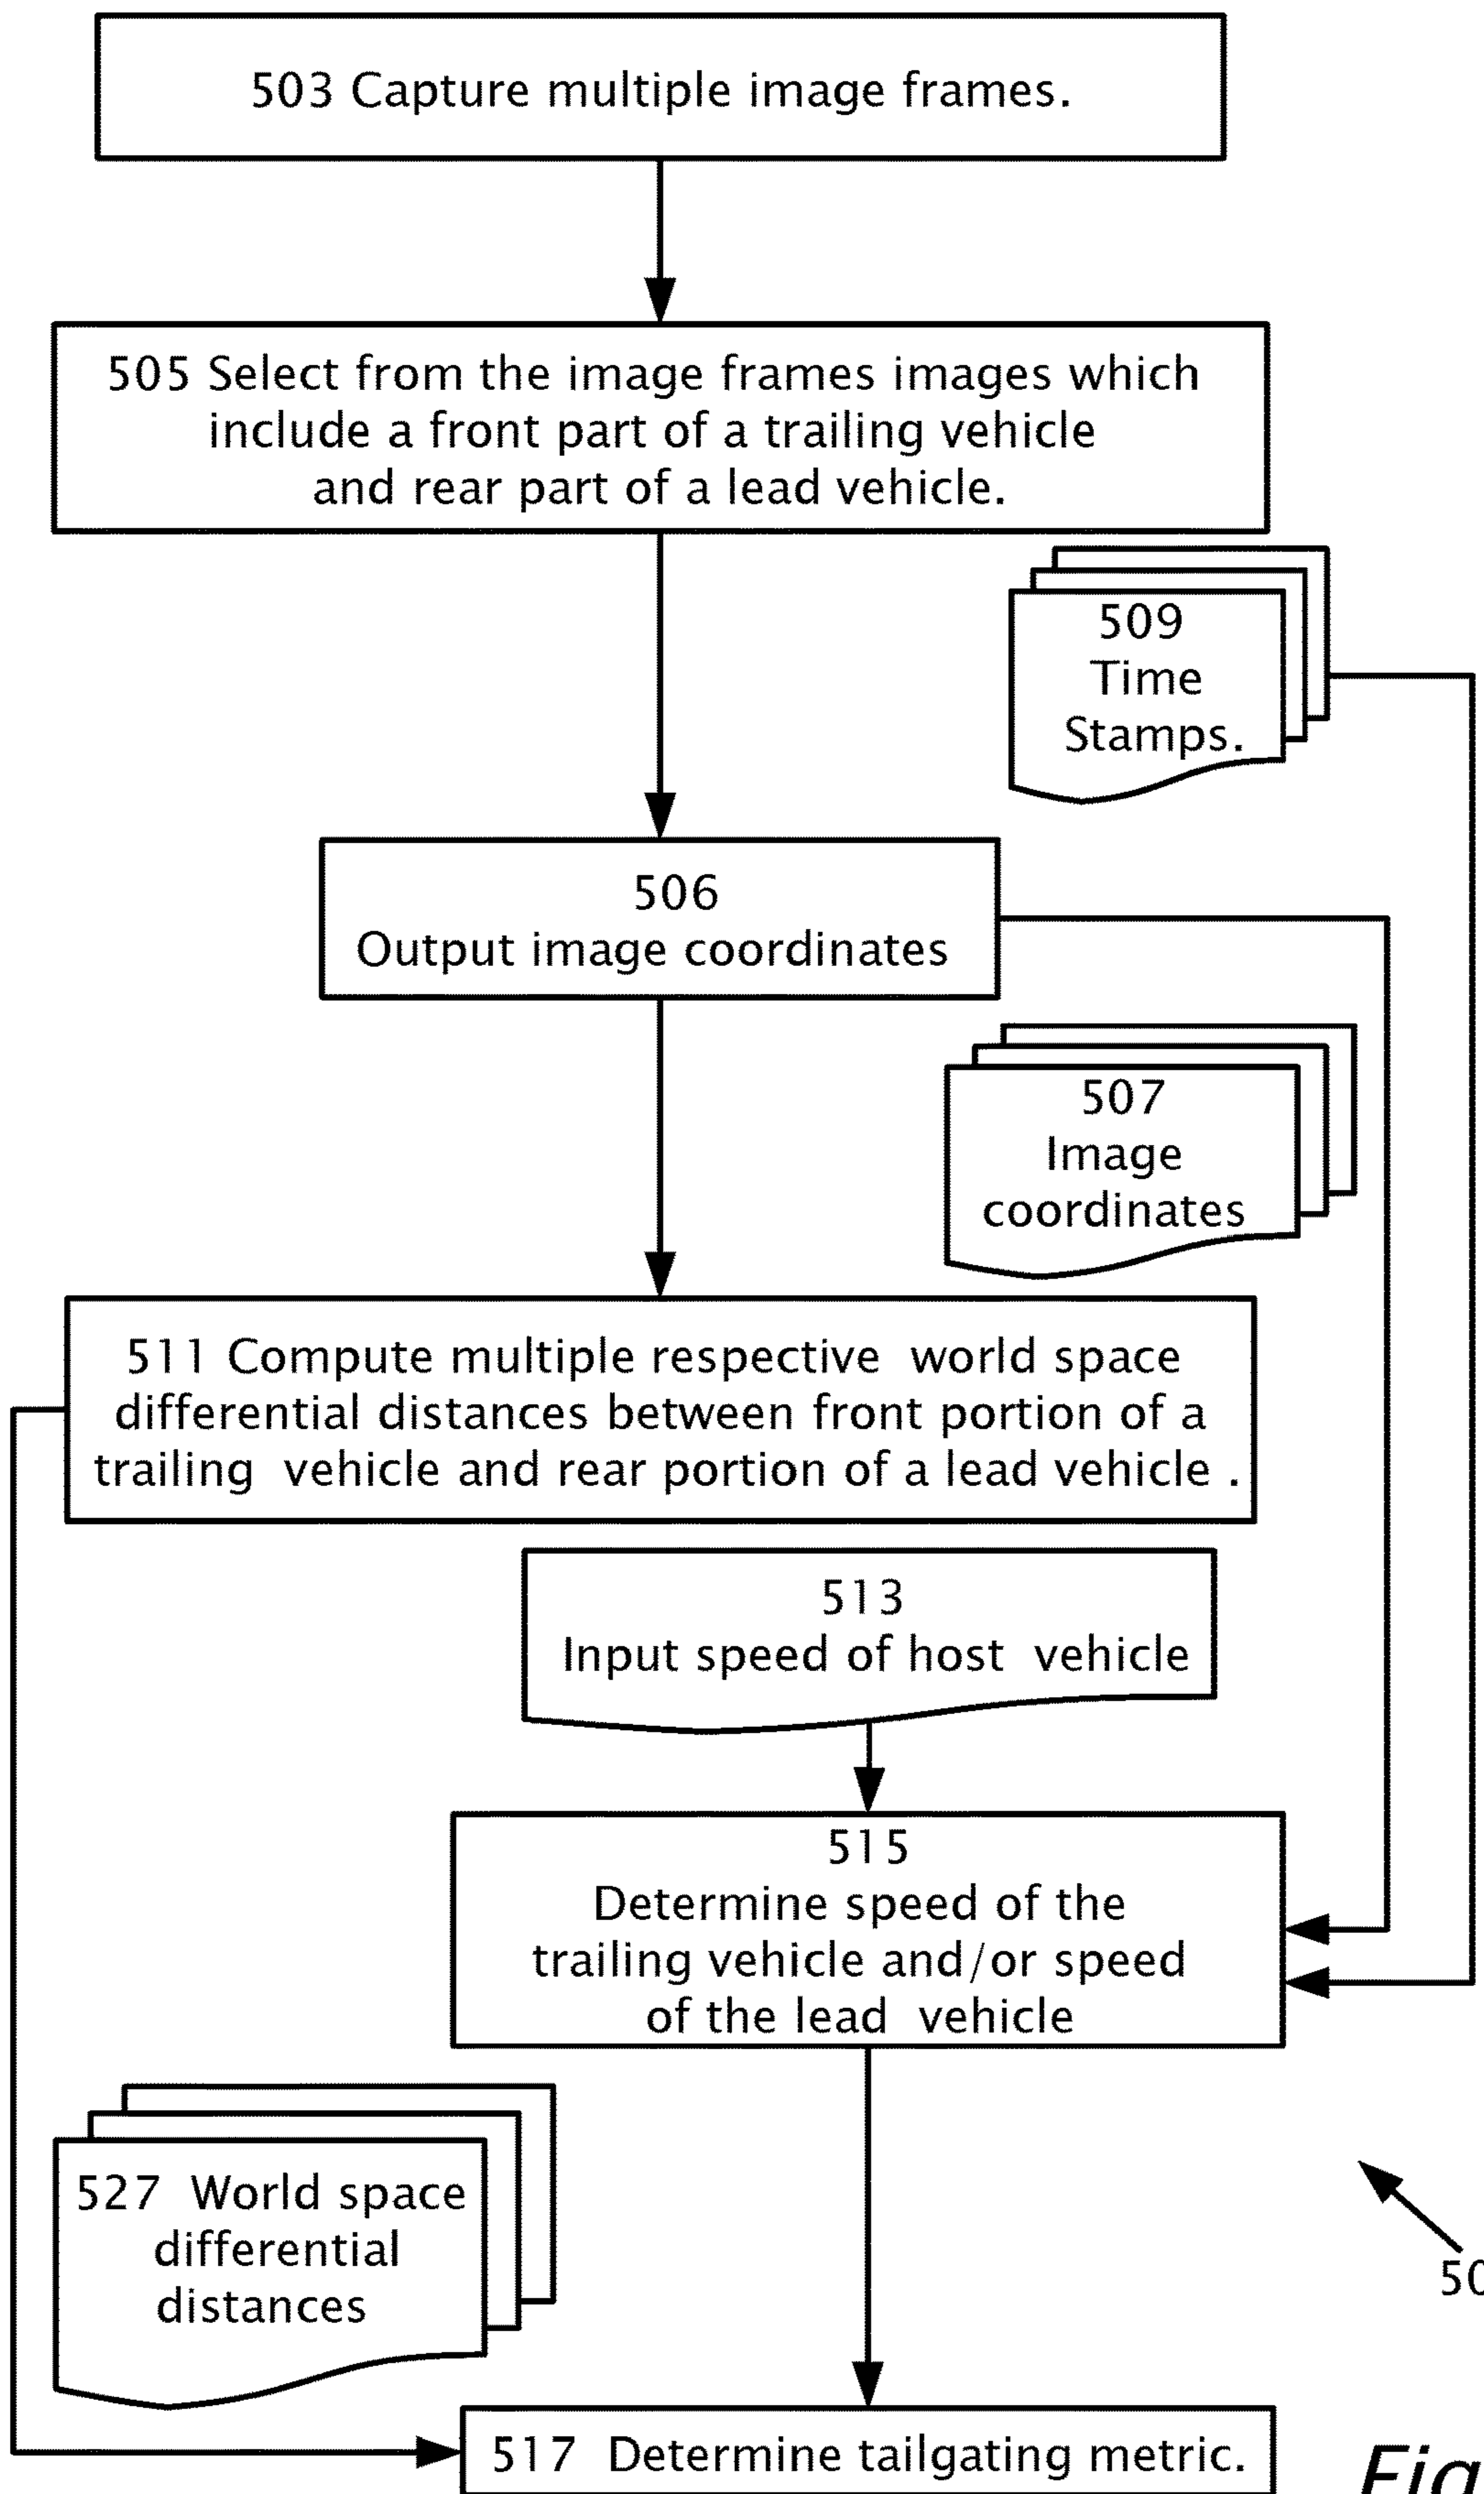 503 Capture multiple image frames.
505 Select from the image frames images which
include a front part of a trailing vehicle
and rear part of a lead vehicle.
509
Time
Stamps.
506
Output image coordinates
507
Image
coordinates
511 Compute multiple respective world space
differential distances between front portion of a
trailing vehicle and rear portion of a lead vehicle .
513
Input speed of host vehicle
515
Determine speed of the
trailing vehicle and/or speed
of the lead vehicle
527 World space
differential
distances
517 Determine tailgating metric.
Fig